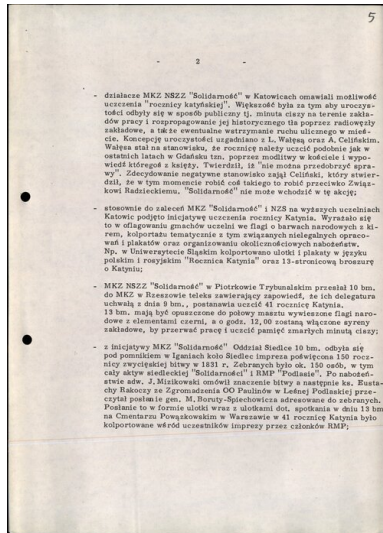 5
- 2 -
- działacze MKZ NSZZ "Solidarność" w Katowicach omawiali możliwość
uczczenia "rocznicy katyńskiej". Większość była za tym aby uroczys-
tości odbyły się w sposób publiczny tj. minuta ciszy na terenie zakła-
dów pracy i rozpropagowanie jej historycznego tła poprzez radiowęzły
zakładowe, a także ewentualne wstrzymanie ruchu ulicznego w mieś-
cie. Koncepcję uroczystości uzgadniano z L. Wałęsą oraz A. Celińskim.
Wałęsa stał na stanowisku, że rocznicę należy uczcić podobnie jak w
ostatnich latach w Gdańsku tzn. poprzez modlitwy w kościele i wypo-
wiedź któregoś z księży. Twierdził, iż "nie można przedobrzyć spra-
wy". Zdecydowanie negatywne stanowisko zajął Celiński, który stwier-
dził, że w tym momencie robić coś takiego to robić przeciwko Związ-
kowi Radzieckiemu, "Solidarność" nie może wchodzić w tę akcję;
- stosownie do zaleceń MKZ "Solidarność" i NZS na wyższych uczelniach
Katowic podjęto inicjatywę uczczenia rocznicy Katynia. Wyrażało się
to w oflagowaniu gmachów uczelni we flagi o barwach narodowych z ki-
rem, kolportażu tematycznie z tym związanych nielegalnych opraco-
wań i plakatów oraz organizowaniu okolicznościowych nabożeństw.
Np. w Uniwersytecie Śląskim kolportowano ulotki i plakaty w języku
polskim i rosyjskim "Rocznica Katynia" oraz 13-stronicową broszurę
o Katyniu;
- MKZ NSZZ "Solidarność" w Piotrkowie Trybunalskim przesłał 10 bm.
do MKZ w Rzeszowie teleks zawierający zapowiedź, że ich delegatura
uchwałą z dnia 9 bm., postanawia uczcić 41 rocznicę Katynia.
13 bm. mają być opuszczone do połowy masztu wywieszone flagi naro-
dowe z elementami czerni, a o godz. 12,00 zostaną włączone syreny
zakładowe, by przerwać pracę i uczcić pamięć zmarłych minutą ciszy;
- z inicjatywy MKZ "Solidarność" Oddział Siedlce 10 bm. odbyła się
pod pomnikiem w Iganiach koło Siedlec impreza poświęcona 150 rocz-
nicy zwycięskiej bitwy w 1831 r. Zebranych było ok. 150 osób, w tym
cały aktyw siedleckiej "Solidarności" i RMP "Podlasie". Po nabożeń-
stwie adw. J. Mizikowski omówił znaczenie bitwy a następnie ks. Eusta-
chy Rakoczy ze Zgromadzenia OO Paulinów w Leśnej Podlaskiej prze-
czytał posłanie gen. M. Boruty-Spiechowicza adresowane do zebranych.
Posłanie to w formie ulotki wraz z ulotkami dot. spotkania w dniu 13 bm
na Cmentarzu Powązkowskim w Warszawie w 41 rocznicę Katynia było
kolportowane wśród uczestników imprezy przez członków RMP;